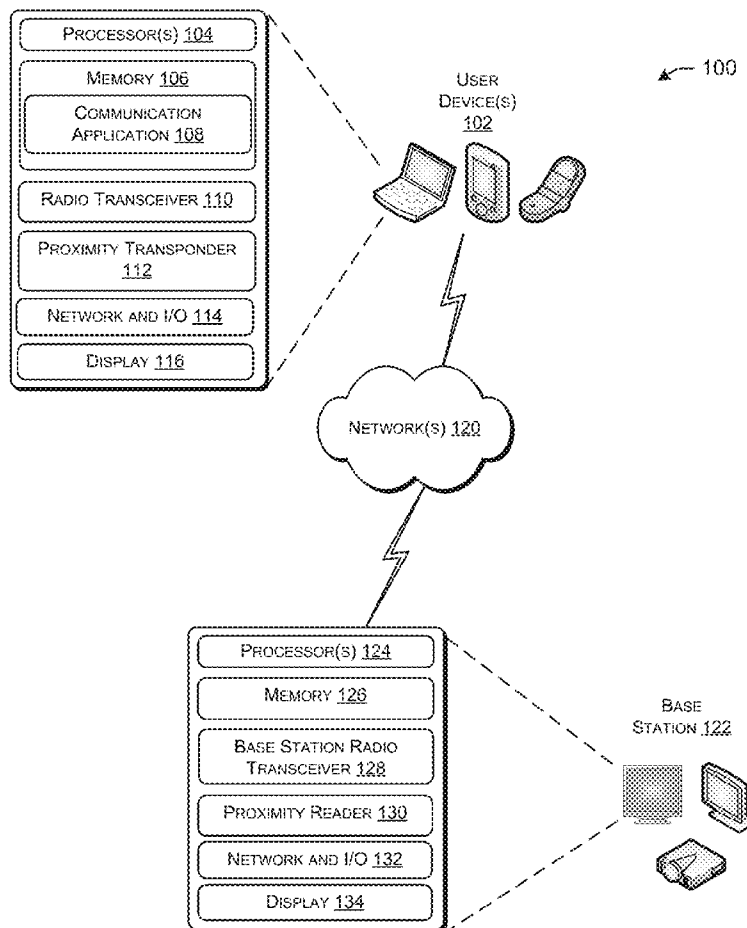 PROCESSOR(S) 104
MEMORY 106
COMMUNICATION
APPLICATION 108
RADIO TRANSCEIVER 110
PROXIMITY TRANSPONDER
112
NETWORK AND I/O 114
DISPLAY 116
USER
DEVICE(S)
102
100
NETWORK(S) 120
PROCESSOR(S) 124
MEMORY 126
BASE STATION RADIO
TRANSCEIVER 128
PROXIMITY READER 130
NETWORK AND I/O 132
DISPLAY 134
BASE
STATION 122